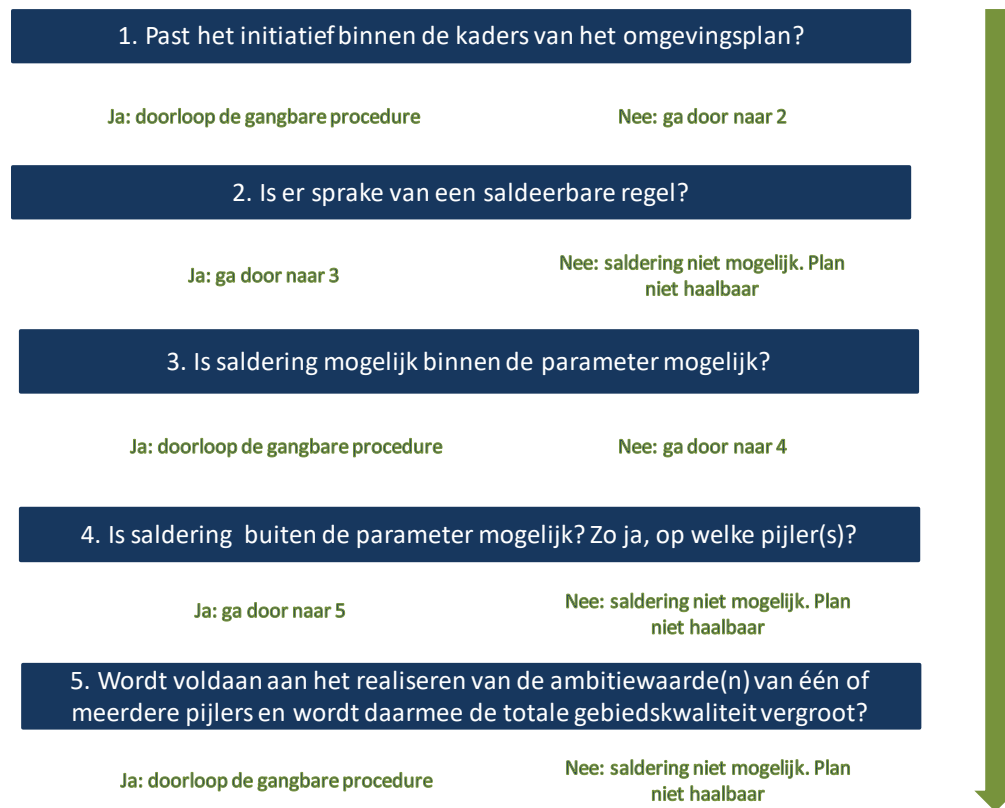 1. Past het initiatief binnen de kaders van het omgevingsplan?
Ja: doorloop de gangbare procedure
Nee: ga door naar 2
2. Is er sprake van een saldeerbare regel?
Ja: ga door naar 3
Nee: saldering niet mogelijk. Plan
niet haalbaar
3. Is saldering mogelijk binnen de parameter mogelijk?
Ja: doorloop de gangbare procedure
Nee: ga door naar 4
4. Is saldering buiten de parameter mogelijk? Zo ja, op welke pijler(s)?
Ja: ga door naar 5
Nee: saldering niet mogelijk. Plan
niet haalbaar
5. Wordt voldaan aan het realiseren van de ambitiewaarde(n) van één of
meerdere pijlers en wordt daarmee de totale gebiedskwaliteit vergroot?
Ja: doorloop de gangbare procedure
Nee: saldering niet mogelijk. Plan
niet haalbaar